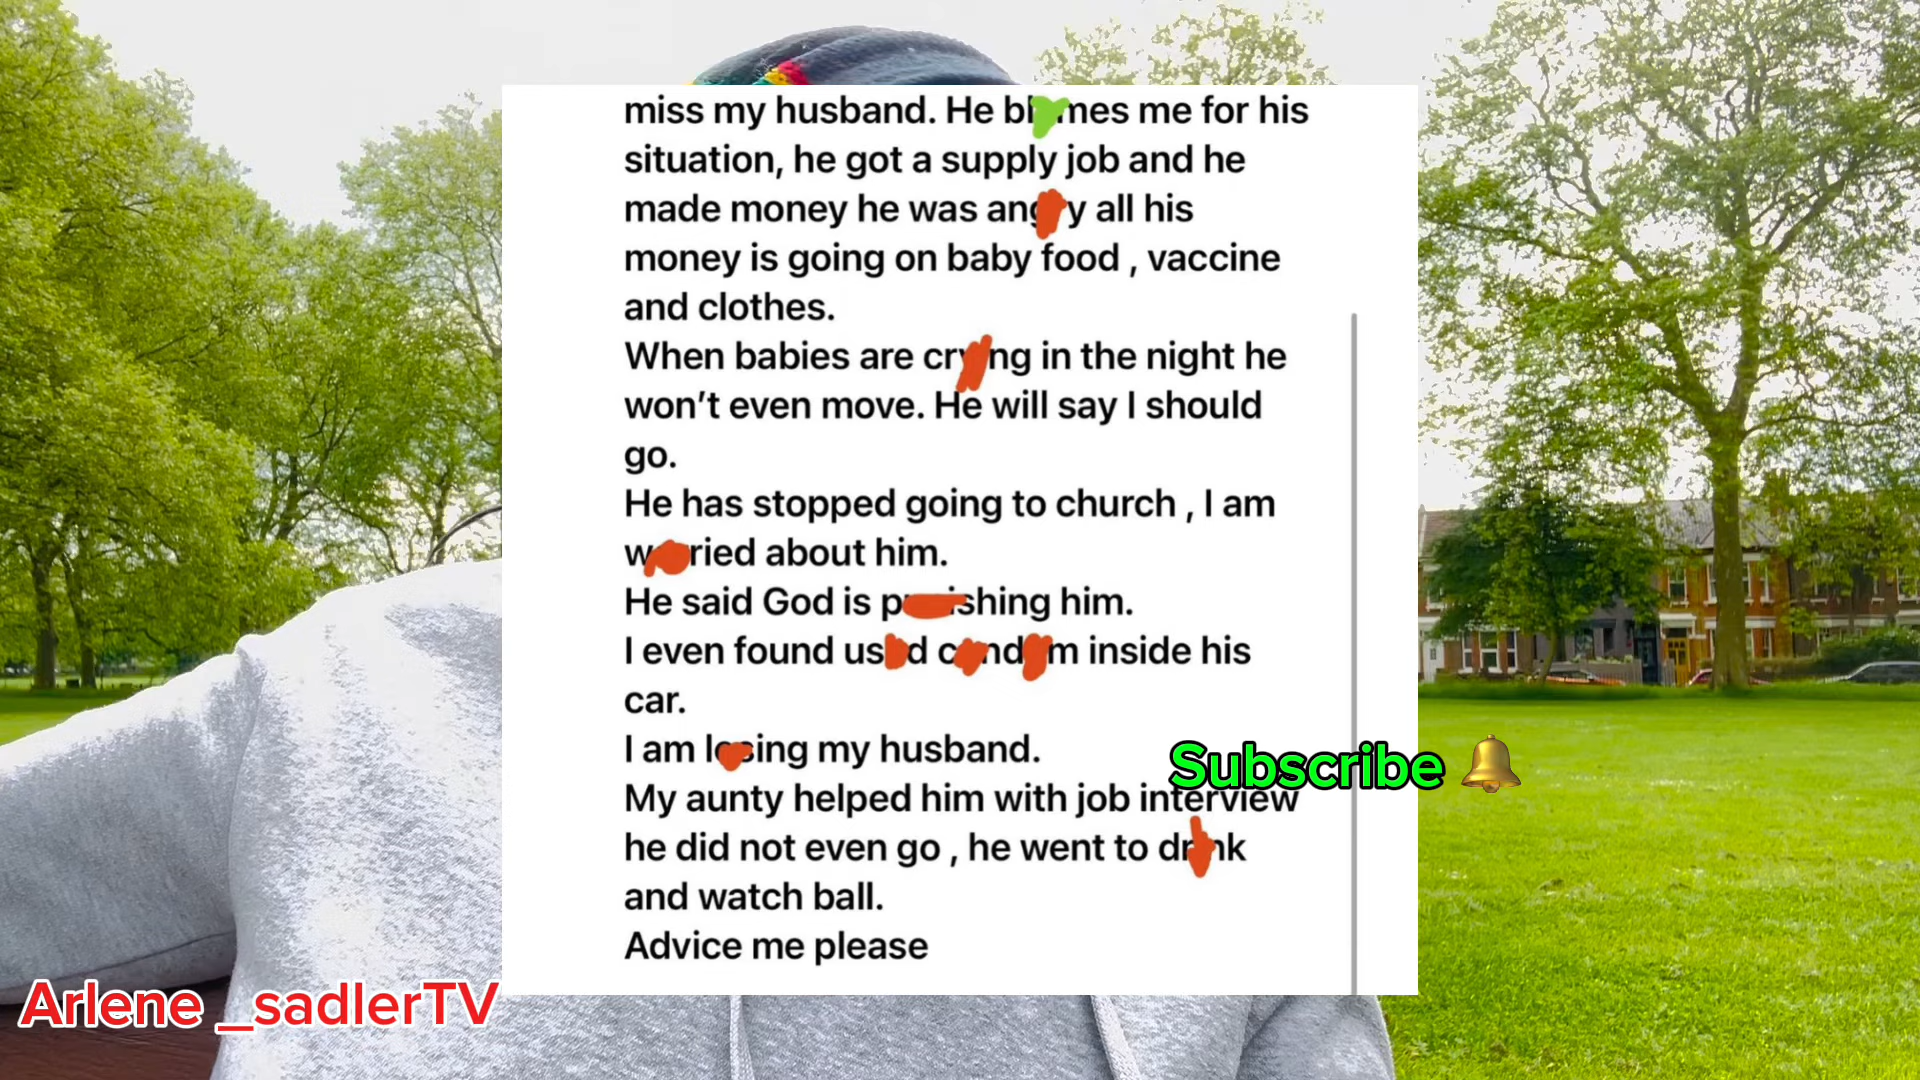 miss my husband. He blames me for his
situation, he got a supply job and he
made money he was angry all his
money is going on baby food , vaccine
and clothes.
When babies are crying in the night he
won’t even move. He will say I should
go.
He has stopped going to church , I am
worried about him.
He said God is punishing him.
I even found used condom inside his
car.
I am losing my husband.
Subscribe 🔔
My aunty helped him with job interview
he did not even go , he went to drink
and watch ball.
Advice me please
Arlene _sadlerTV